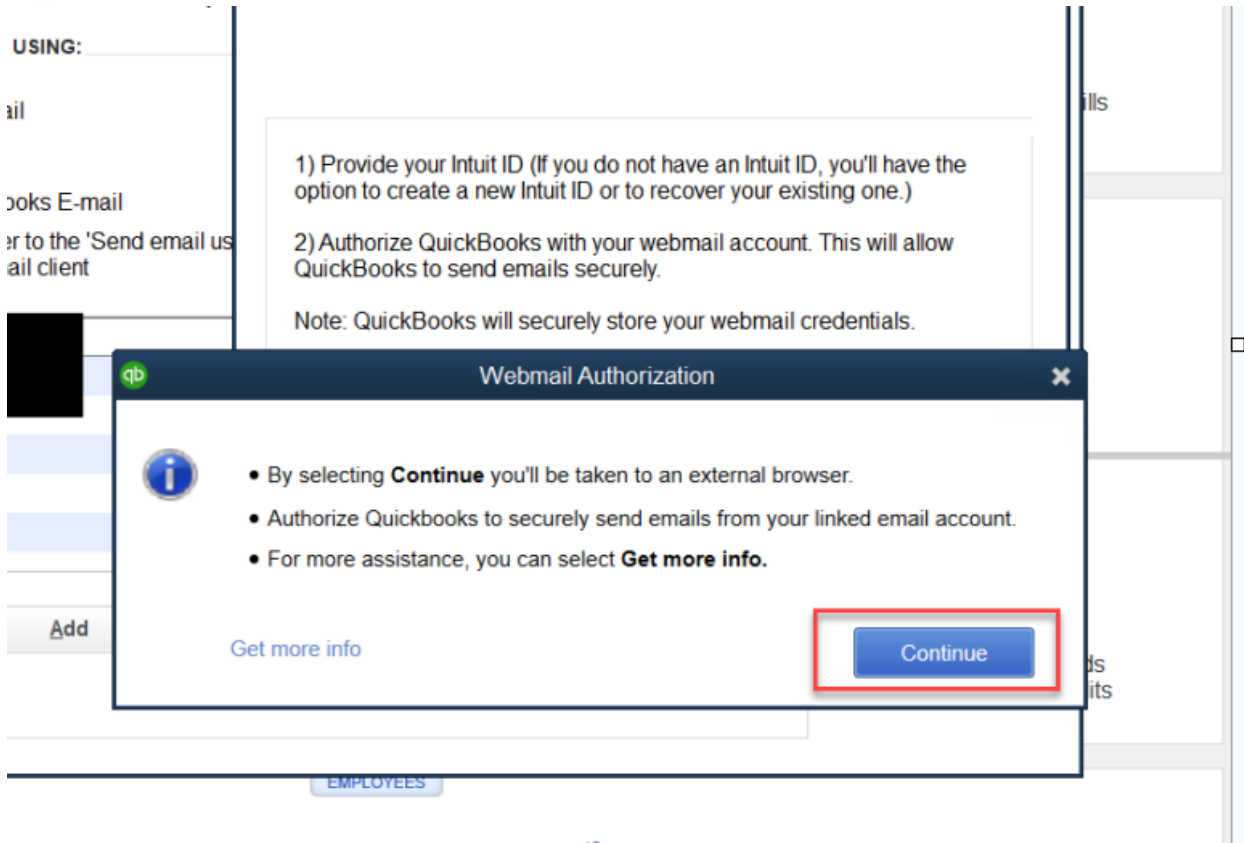 USING:
ail
ills
1) Provide your Intuit ID (If you do not have an Intuit ID, you'll have the
option to create a new Intuit ID or to recover your existing one.)
ooks E-mail
er to the 'Send email us
ail client
2) Authorize QuickBooks with your webmail account. This will allow
QuickBooks to send emails securely.
Note: QuickBooks will securely store your webmail credentials.
qb
Webmail Authorization
• By selecting Continue you'll be taken to an external browser.
• Authorize Quickbooks to securely send emails from your linked email account.
• For more assistance, you can select Get more info.
Add
Get more info
Continue
ds
its
EMPLOYEES